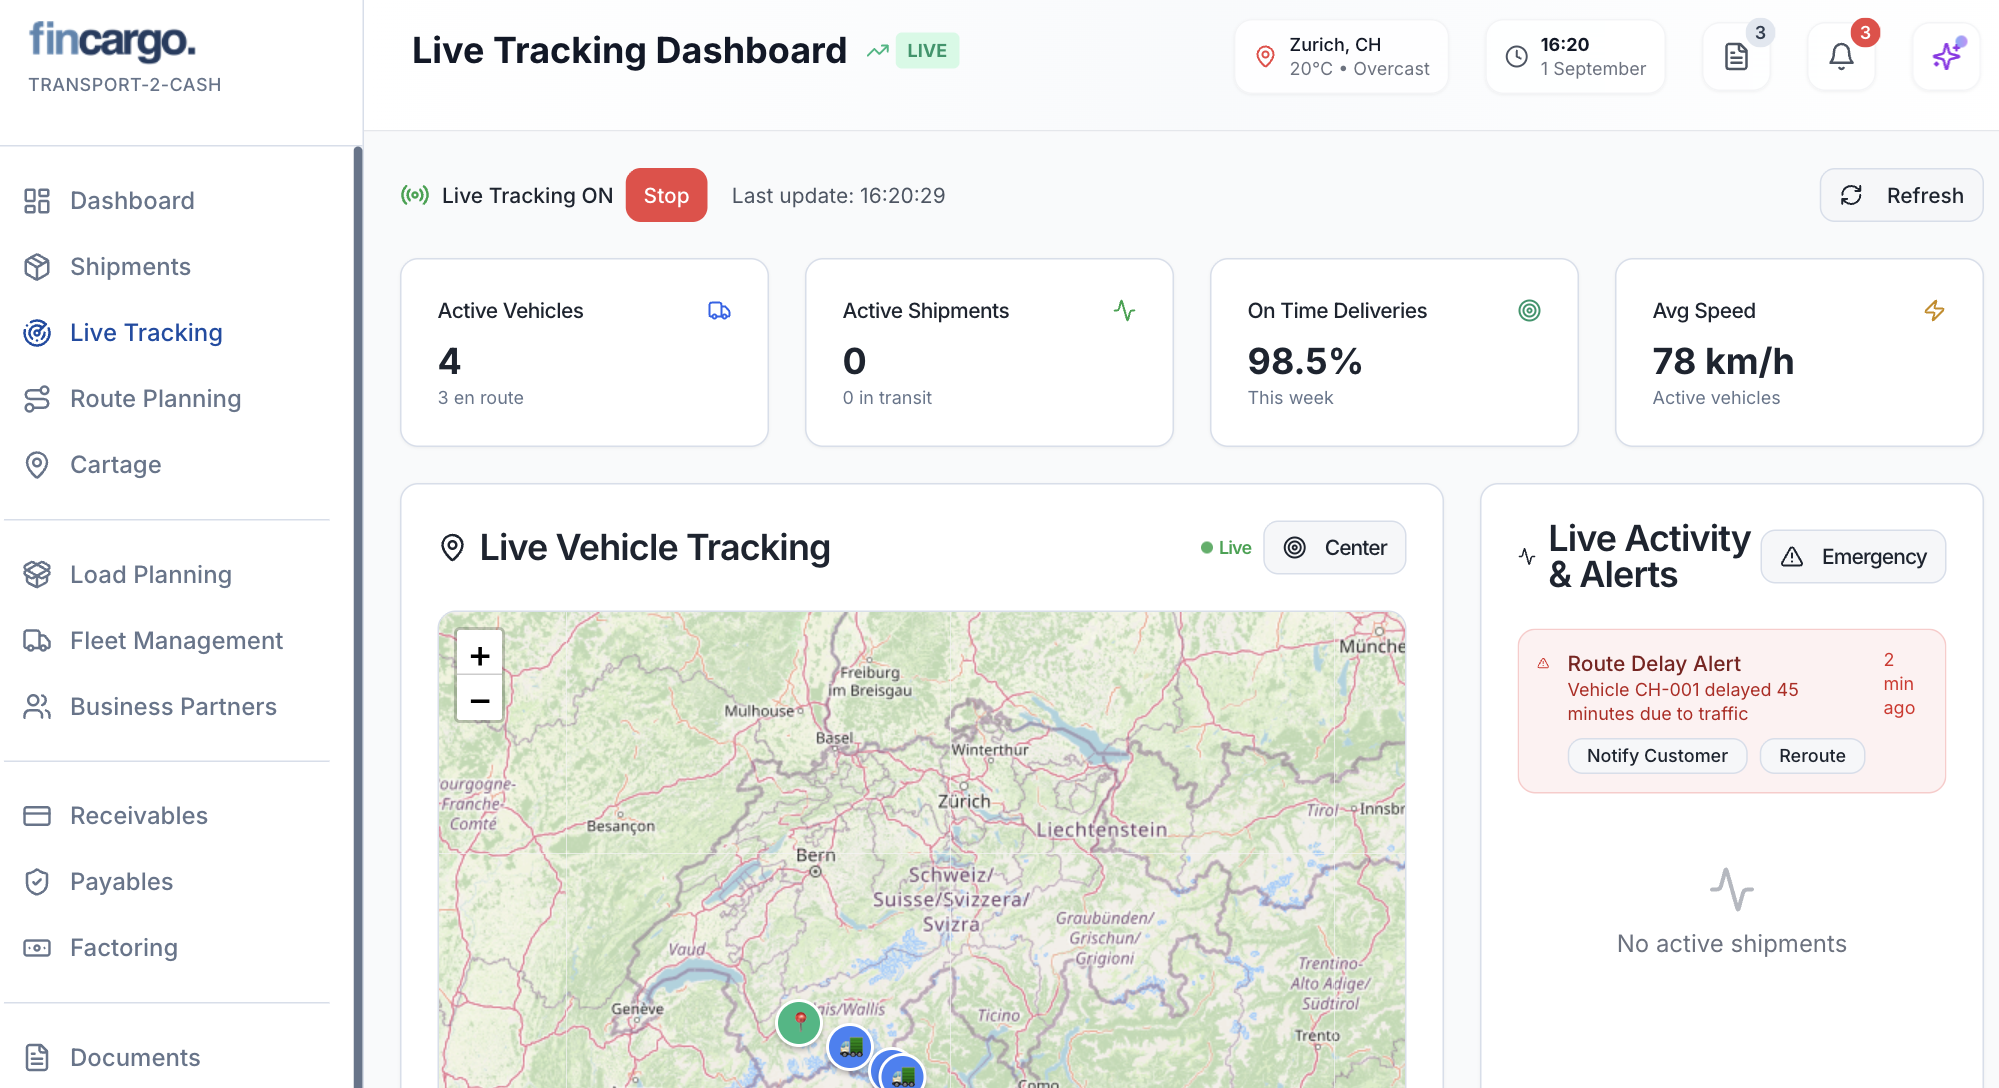 fincargo.
TRANSPORT-2-CASH
Dashboard
Shipments
Live Tracking
Route Planning
Cartage
Load Planning
Fleet Management
Business Partners
Receivables
Payables
Factoring
Documents
Live Tracking Dashboard
LIVE
Zurich, CH
20°C • Overcast
16:20
1 September
3
3
Live Tracking ON
Stop
Last update: 16:20:29
Refresh
Active Vehicles
4
3 en route
Active Shipments
0
0 in transit
On Time Deliveries
98.5%
This week
Avg Speed
78 km/h
Active vehicles
Live Vehicle Tracking
Live
Center
+
−
Münche
Freiburg
im Breisgau
Mulhouse
Basel
Winterthur
ourgogne-
Franche-
Comté
Zürich
Tirol
Innsbr
Besançon
Liechtenstein
Bern
Schweiz/
Suisse/Svizzera/
Svizra
Graubünden/
Grischun/
Grigioni
Vaud
Trentino-
Alto Adige/
Südtirol
Genève
ais/Wallis
Ticino
Trento
Como
Live Activity
& Alerts
Emergency
Route Delay Alert
Vehicle CH-001 delayed 45
minutes due to traffic
2
min
ago
Notify Customer
Reroute
No active shipments